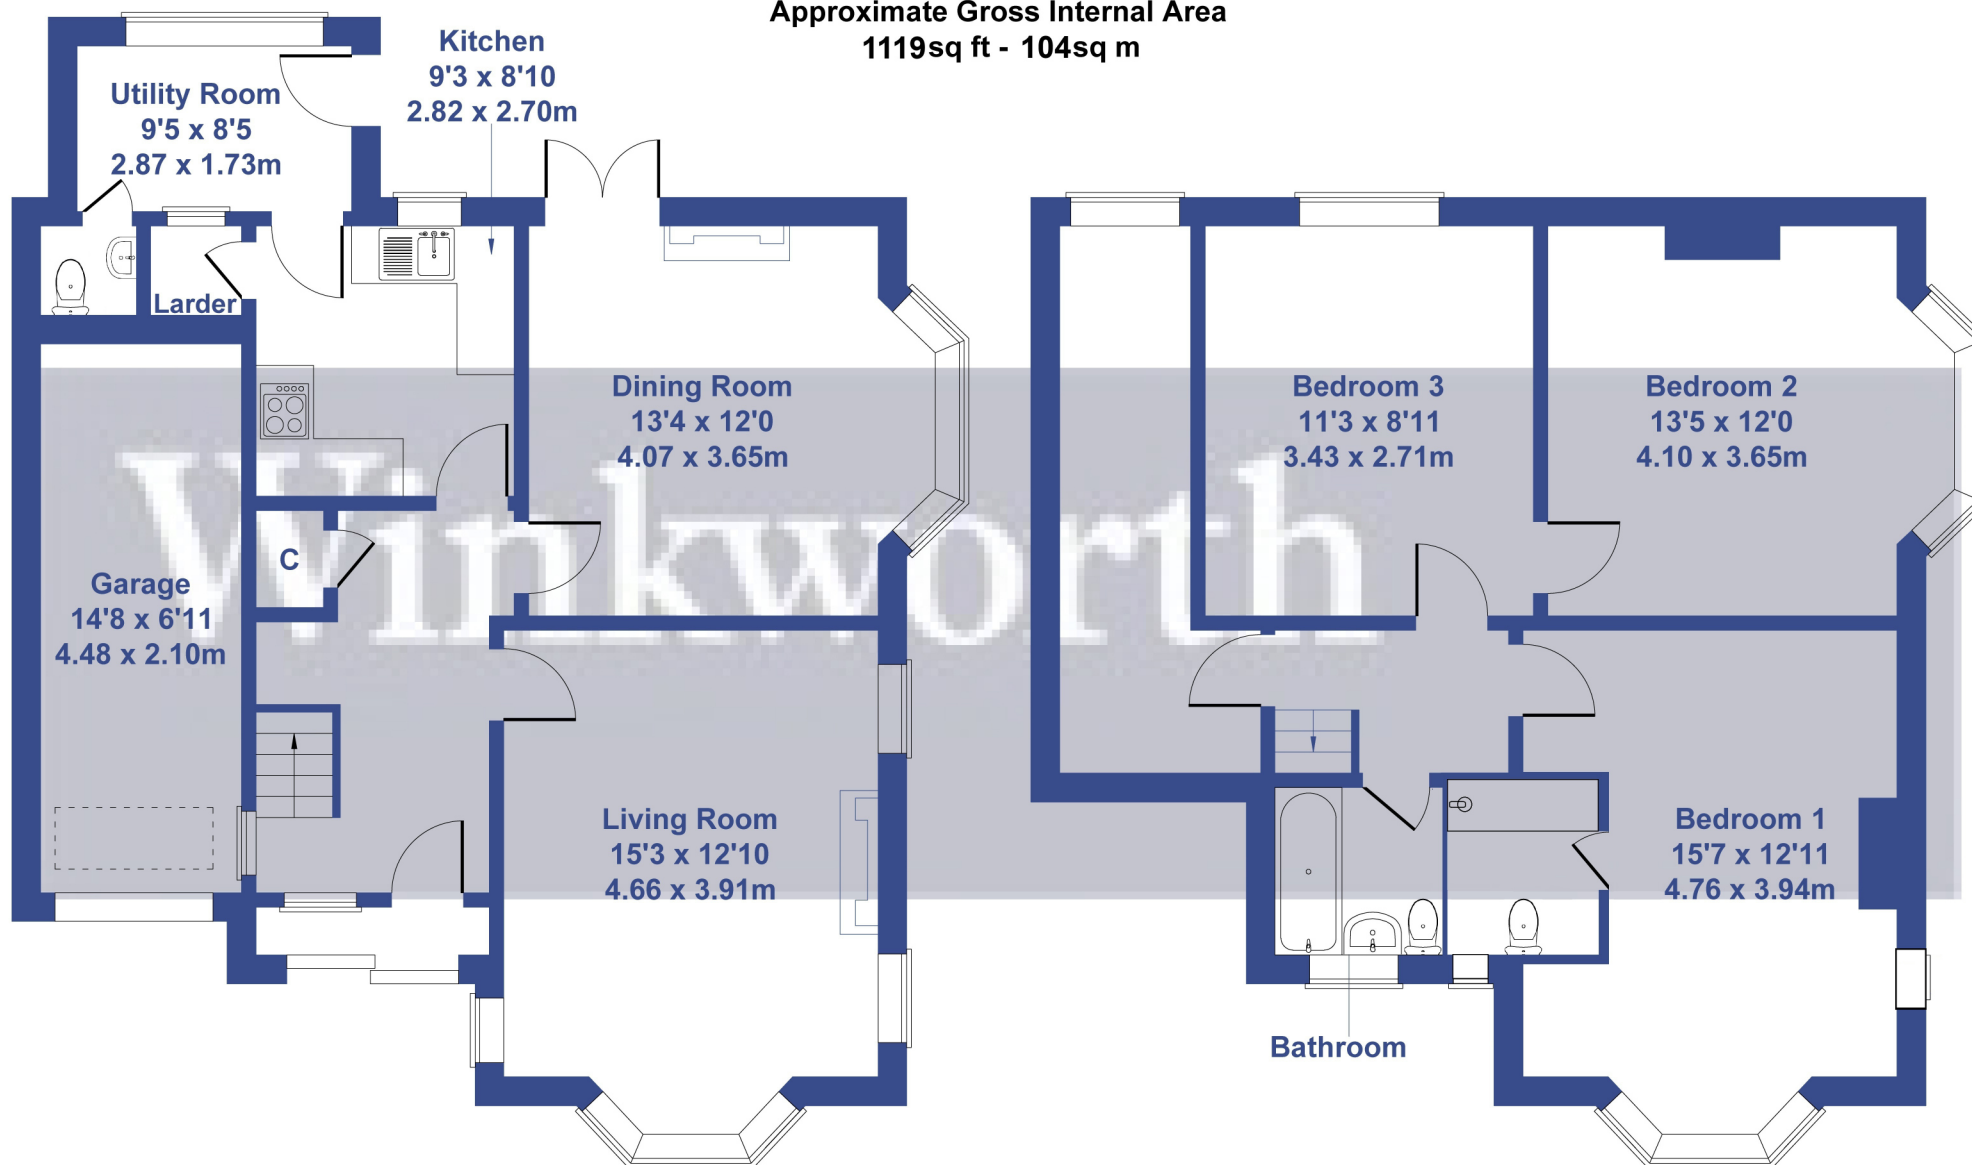 Approximate Gross Internal Area
1119sq ft - 104sq m
Kitchen
9'3 x 8'10
2.82 x 2.70m
Utility Room
9'5 x 8'5
2.87 x 1.73m
Larder
Dining Room
13'4 x 12'0
4.07 x 3.65m
Bedroom 3
11'3 x 8'11
3.43 x 2.71m
Bedroom 2
13'5 x 12'0
4.10 x 3.65m
Winkworth
C
Garage
14'8 x 6'11
4.48 x 2.10m
Living Room
15'3 x 12'10
4.66 x 3.91m
Bedroom 1
15'7 x 12'11
4.76 x 3.94m
Bathroom